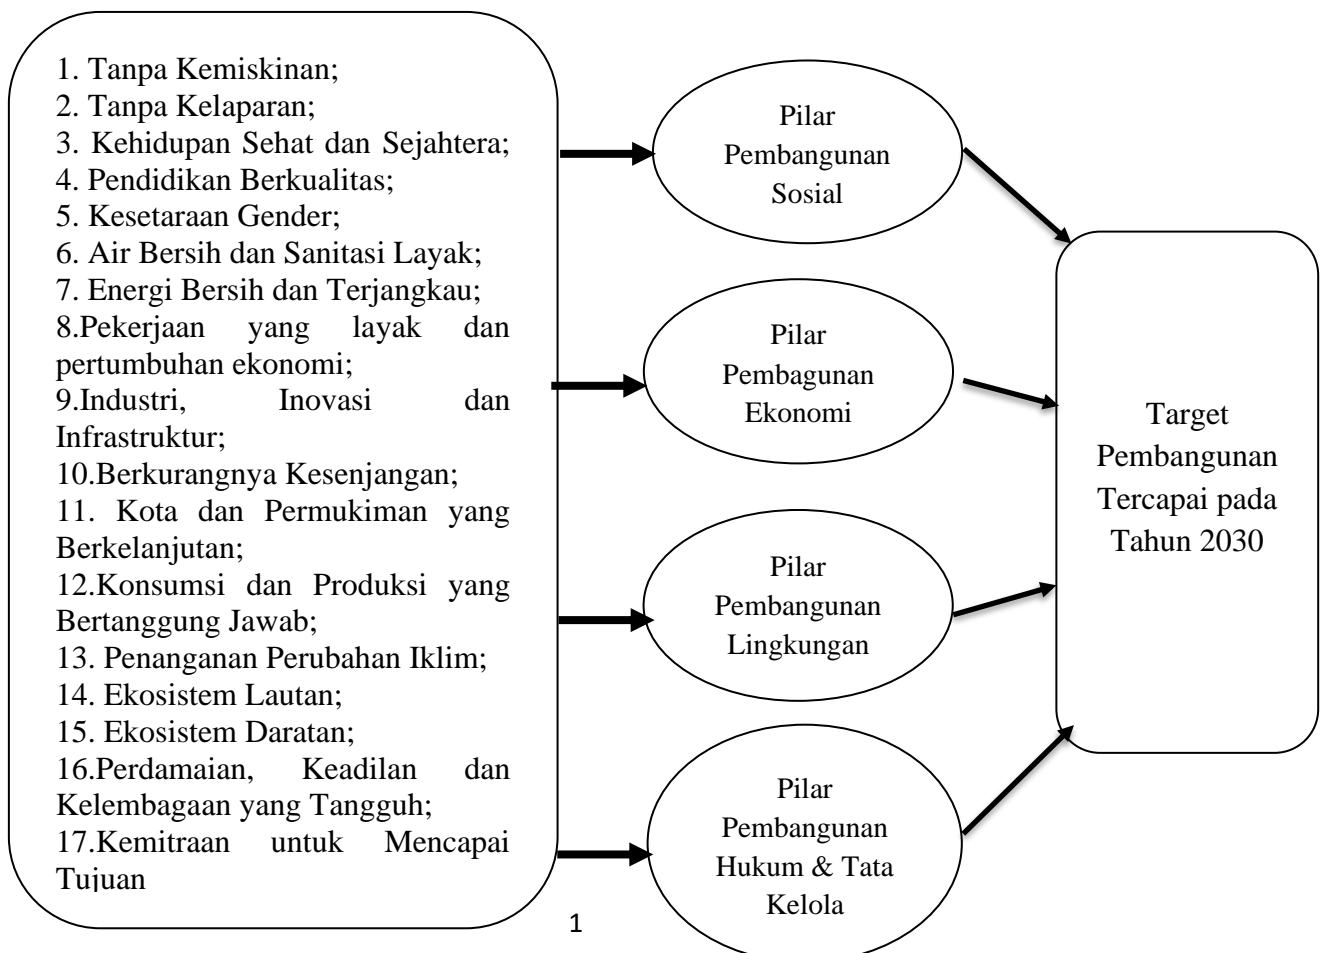 1. Tanpa Kemiskinan;
2. Tanpa Kelaparan;
3. Kehidupan Sehat dan Sejahtera;
4. Pendidikan Berkualitas;
5. Kesetaraan Gender;
6. Air Bersih dan Sanitasi Layak;
7. Energi Bersih dan Terjangkau;
8.Pekerjaan yang layak dan
pertumbuhan ekonomi;
9.Industri, Inovasi dan
Infrastruktur;
10.Berkurangnya Kesenjangan;
11. Kota dan Permukiman yang
Berkelanjutan;
12.Konsumsi dan Produksi yang
Bertanggung Jawab;
13. Penanganan Perubahan Iklim;
14. Ekosistem Lautan;
15. Ekosistem Daratan;
16.Perdamaian, Keadilan dan
Kelembagaan yang Tangguh;
17.Kemitraan untuk Mencapai
Tujuan
Pilar
Pembangunan
Sosial
Pilar
Pembagunan
Ekonomi
Pilar
Pembangunan
Lingkungan
Pilar
Pembangunan
Hukum & Tata
Kelola
Target
Pembangunan
Tercapai pada
Tahun 2030
1